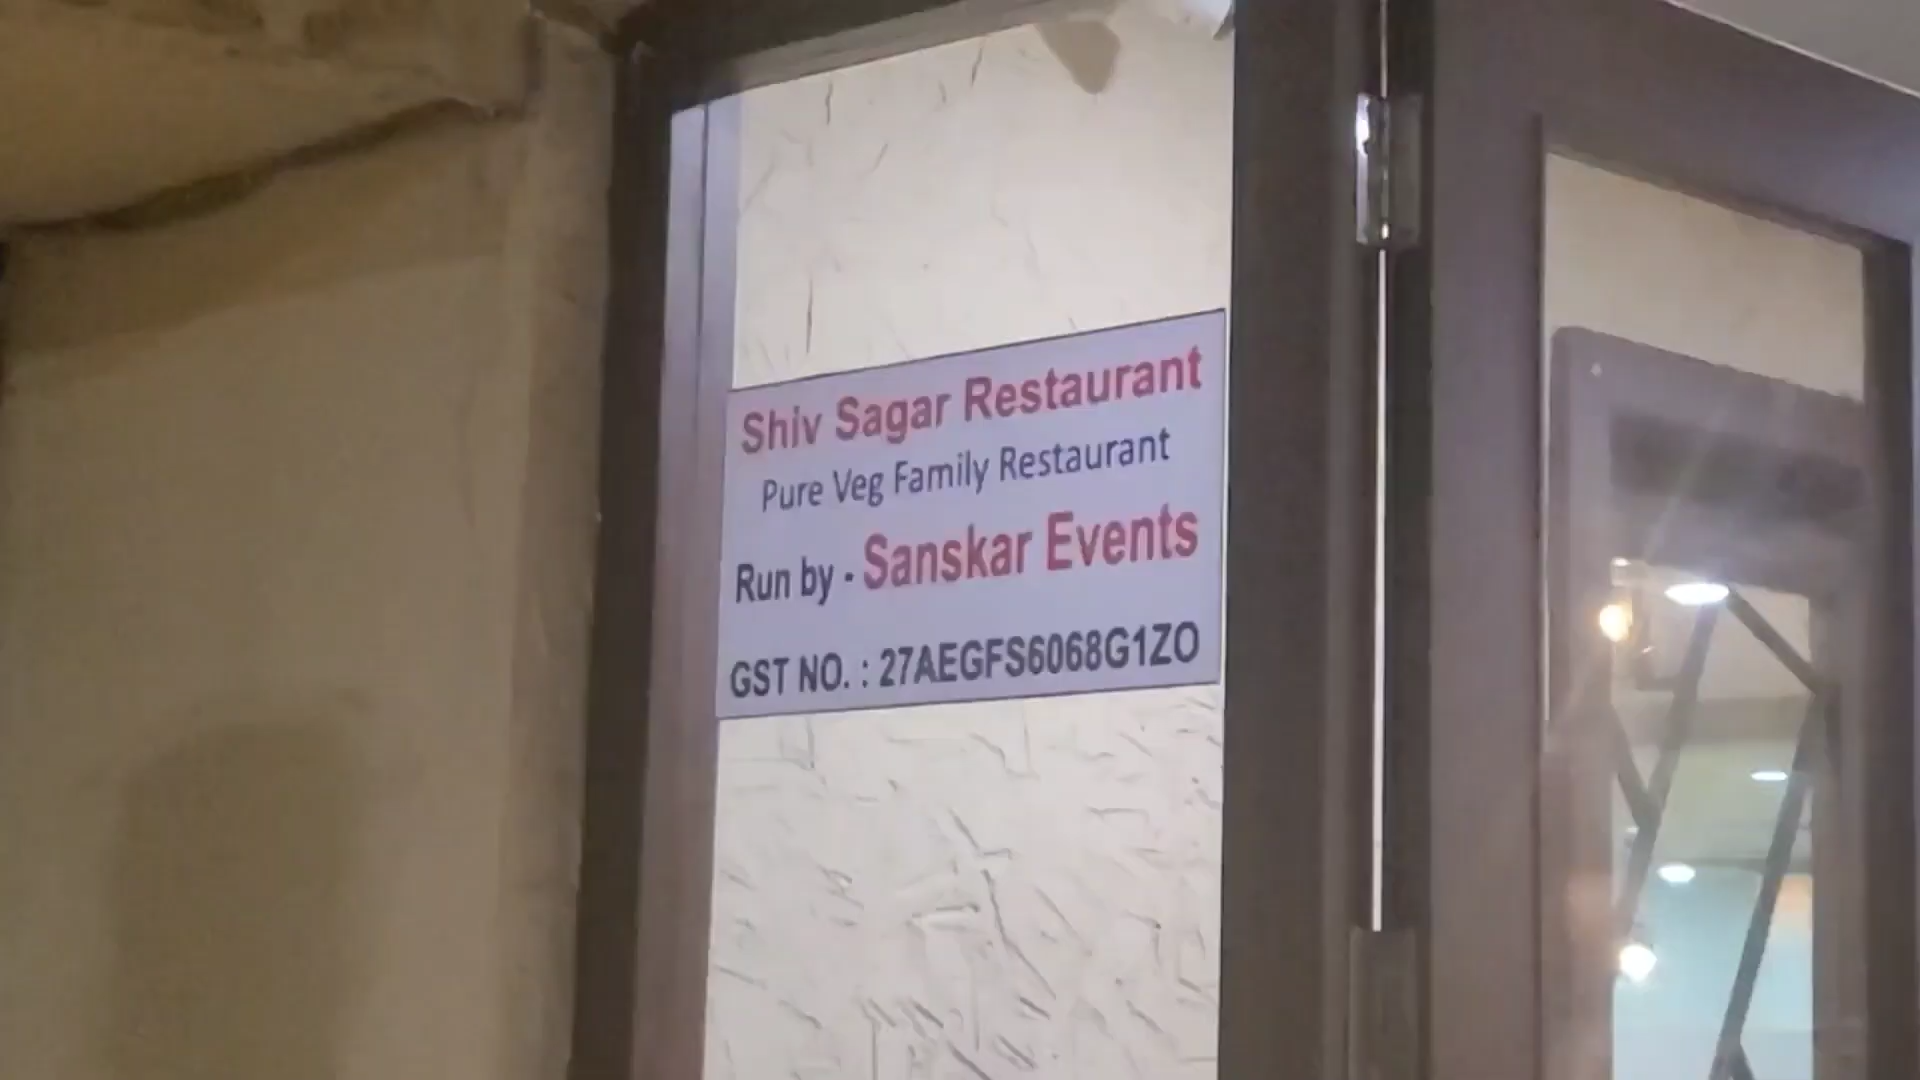 Shiv Sagar Restaurant
Pure Veg Family Restaurant
Run by - Sanskar Events
GST NO. : 27AEGFS6068G1ZO